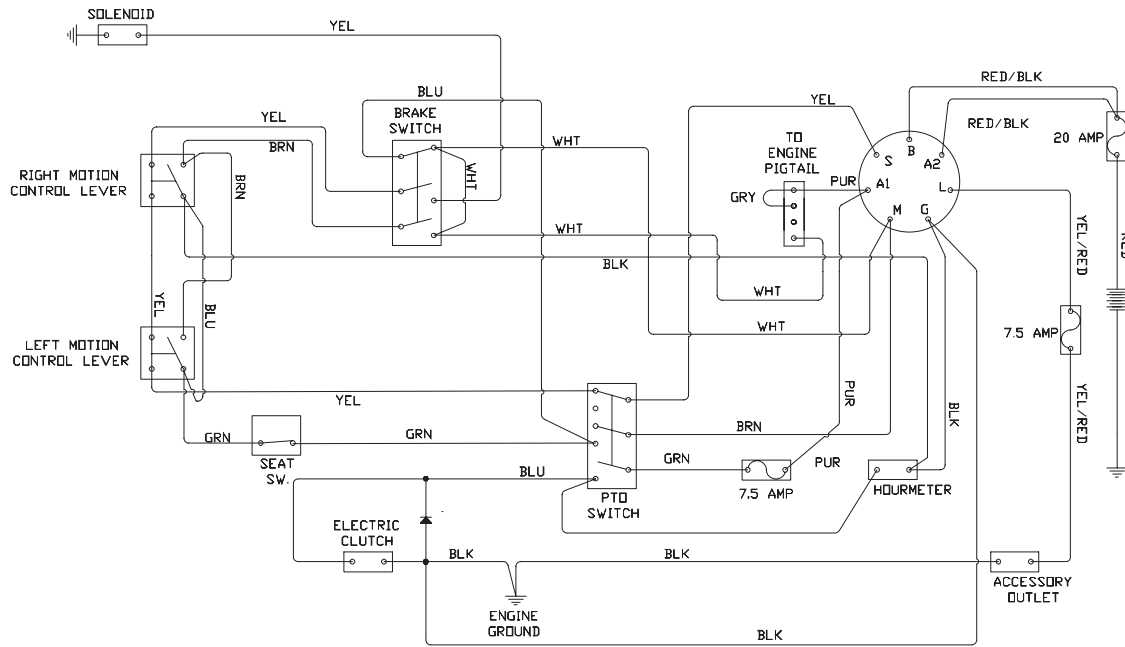 SOLENOID
YEL
RED/BLK
BLU
BRAKE
SWITCH
YEL
YEL
RED/BLK
20 AMP
TO
ENGINE
PIGTAIL
BRN
WHT
WHT
S
B
A2
RIGHT MOTION
CONTROL LEVER
BRN
GRY
PUR
A1
L
M
G
WHT
BLK
YEL/RED
RED
WHT
YEL
BLU
WHT
7.5 AMP
LEFT MOTION
CONTROL LEVER
YEL
PUR
BLK
YEL/RED
GRN
GRN
BRN
SEAT
SW.
BLU
GRN
PUR
7.5 AMP
HOURMETER
PTO
SWITCH
ELECTRIC
CLUTCH
BLK
BLK
ACCESSORY
OUTLET
ENGINE
GROUND
BLK